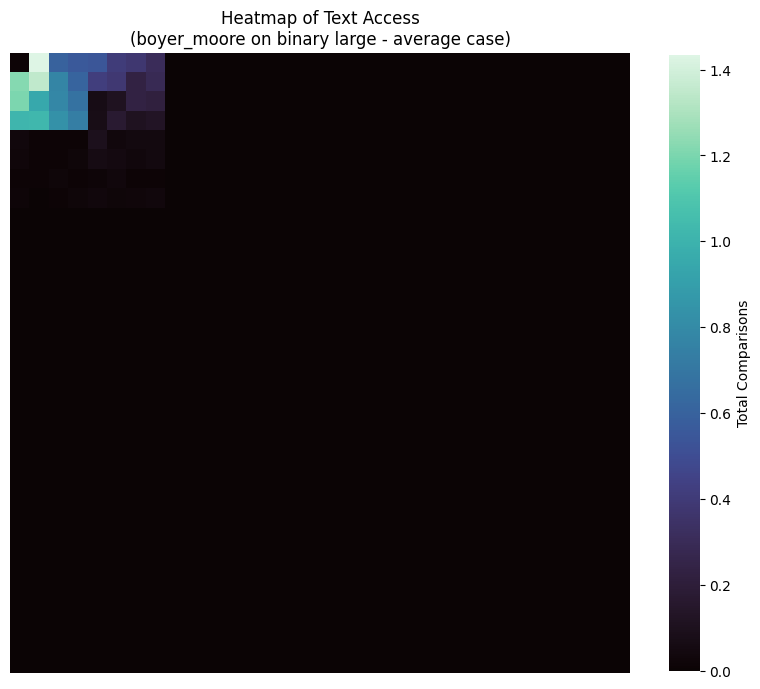 Heatmap of Text Access
(boyer_moore on binary large - average case)
1.4
1.2
1.0
0.8
0.6
0.4
0.2
0.0
Total Comparisons